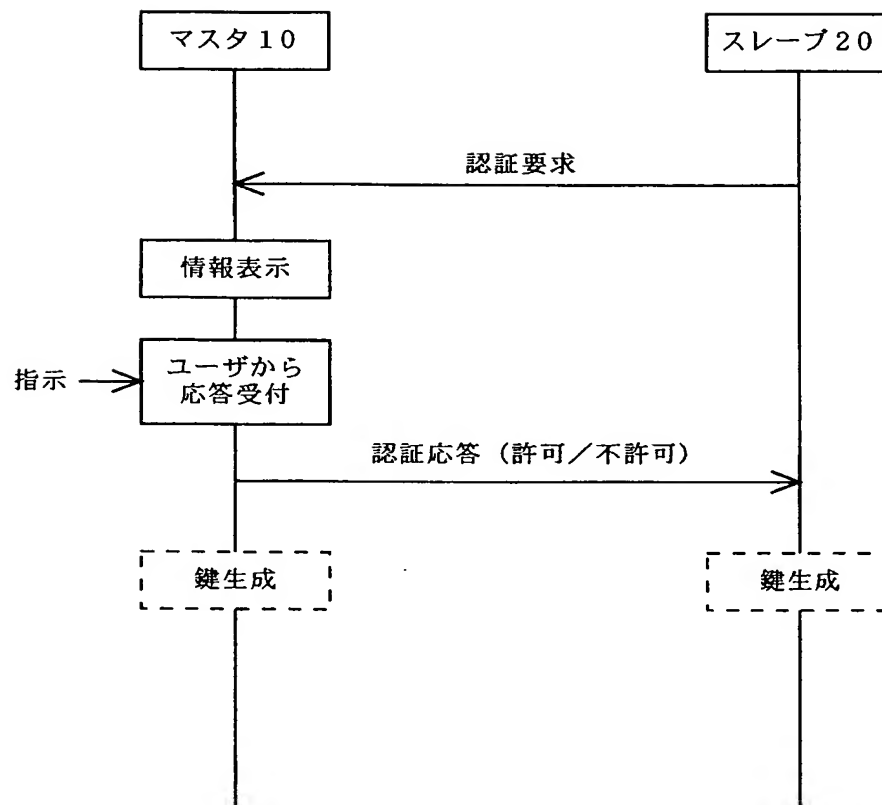 マスタ10
スレーブ20
認証要求
情報表示
指示
ユーザから
応答受付
認証応答（許可／不許可）
鍵生成
鍵生成